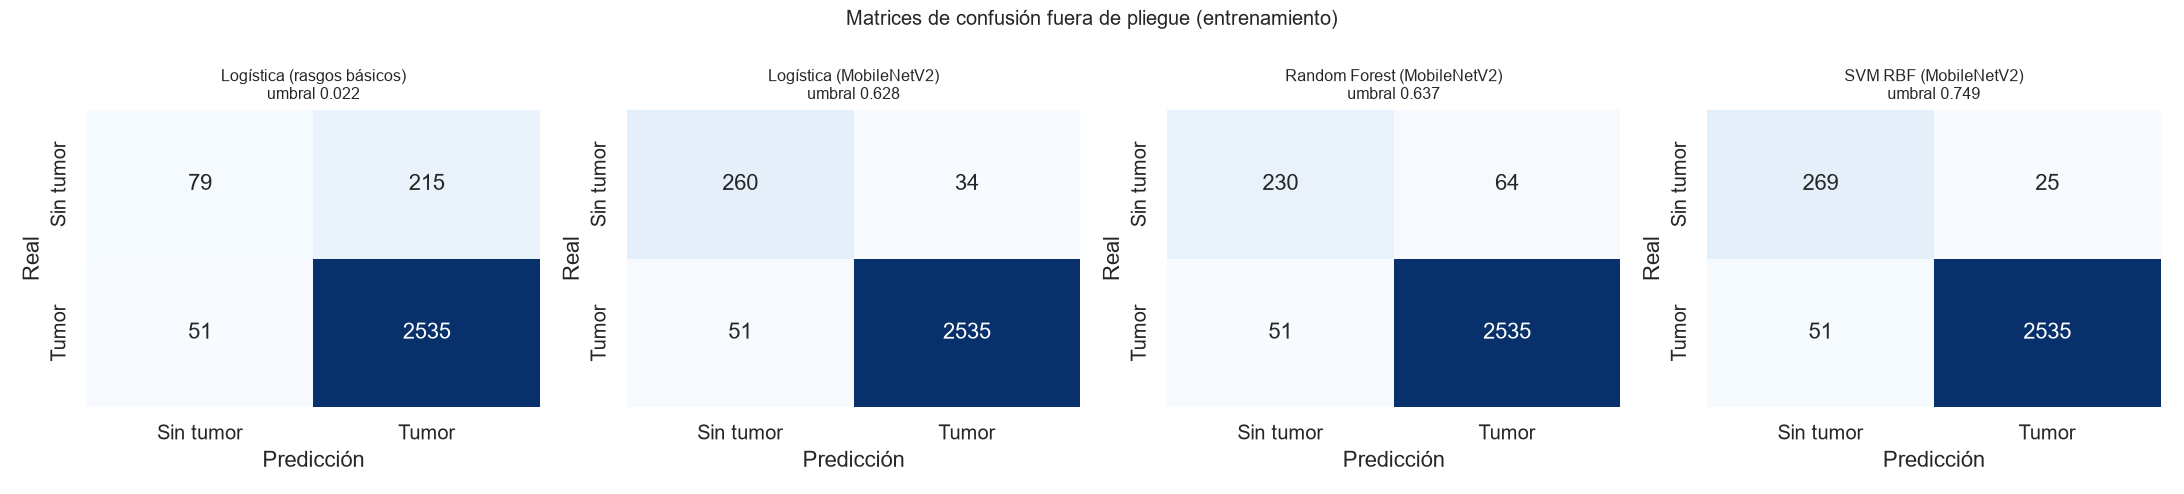 Matrices de confusión fuera de pliegue (entrenamiento)
Logística (rasgos básicos)
umbral 0.022
Real
Sin tumor
Tumor
79
215
51
2535
Sin tumor
Tumor
Predicción
Logística (MobileNetV2)
umbral 0.628
Real
Sin tumor
Tumor
260
34
51
2535
Sin tumor
Tumor
Predicción
Random Forest (MobileNetV2)
umbral 0.637
Real
Sin tumor
Tumor
230
64
51
2535
Sin tumor
Tumor
Predicción
SVM RBF (MobileNetV2)
umbral 0.749
Real
Sin tumor
Tumor
269
25
51
2535
Sin tumor
Tumor
Predicción